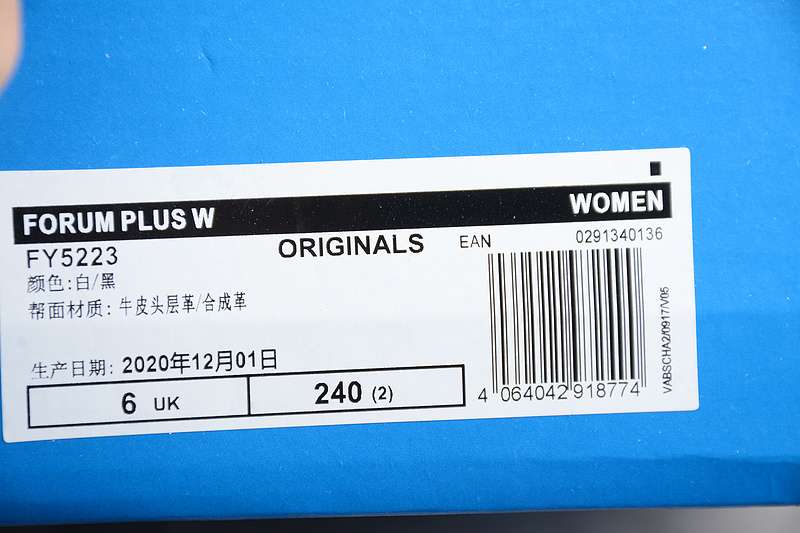 FORUM PLUS W WOMEN
FY5223 ORIGINALS EAN 0291340136
颜色:白/黑
帮面材质: 牛皮头层革/合成革
生产日期: 2020年12月01日
6 UK 240 (2)
4 064042 918774
VABSCHA2/0917/V05